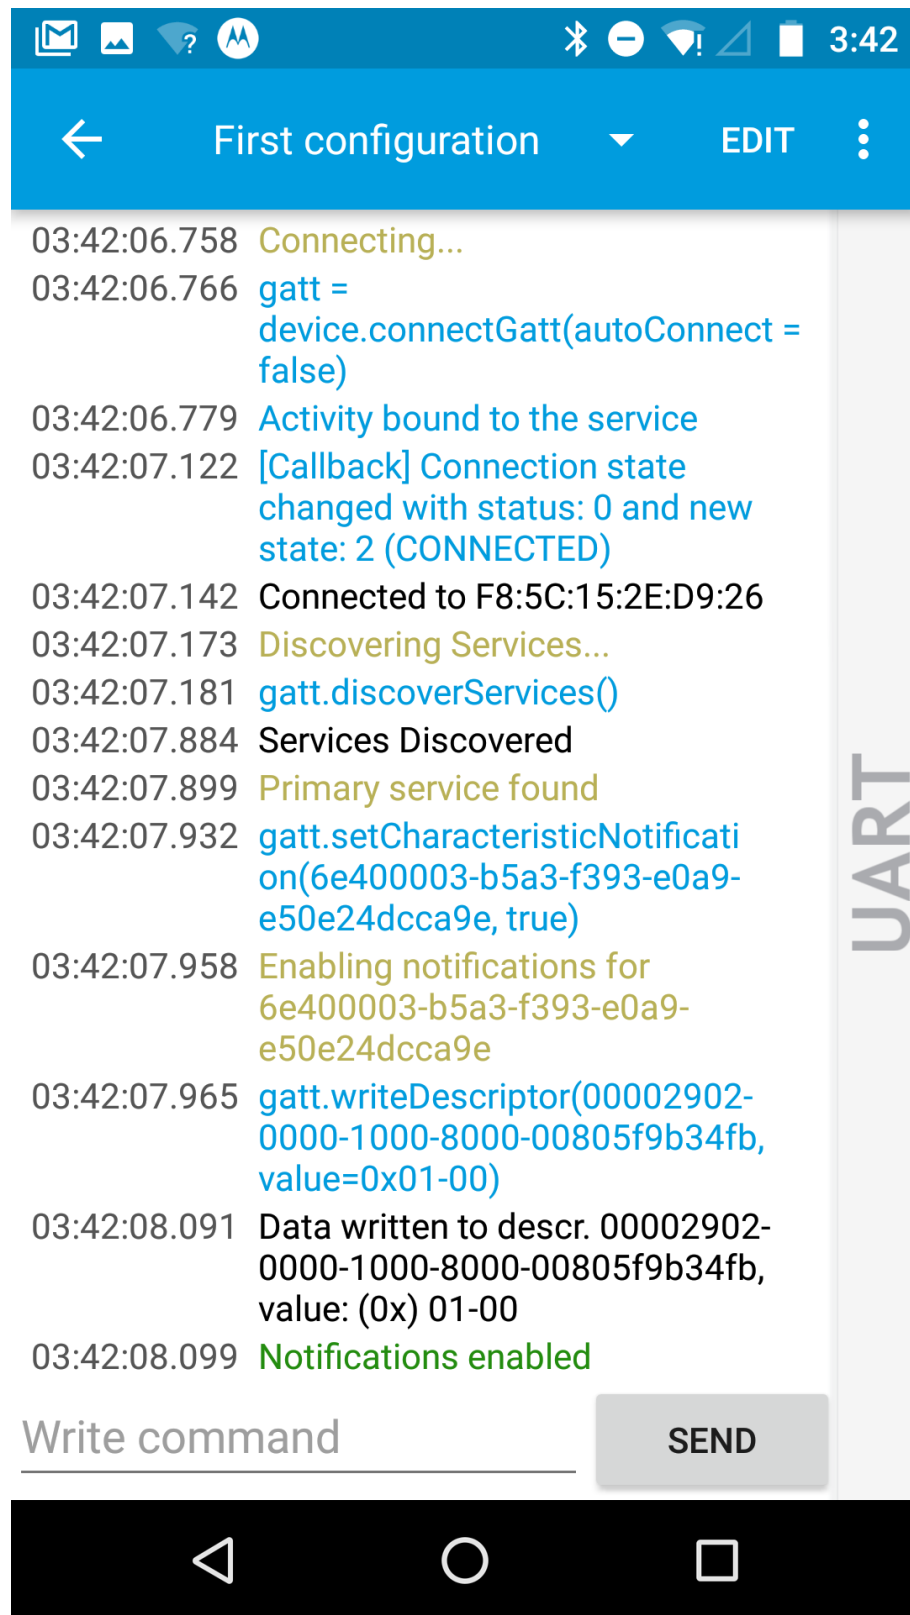 3:42
First configuration
EDIT
03:42:06.758 Connecting...
03:42:06.766 gatt =
device.connectGatt(autoConnect =
false)
03:42:06.779 Activity bound to the service
03:42:07.122 [Callback] Connection state
changed with status: 0 and new
state: 2 (CONNECTED)
03:42:07.142 Connected to F8:5C:15:2E:D9:26
03:42:07.173 Discovering Services...
03:42:07.181 gatt.discoverServices()
03:42:07.884 Services Discovered
03:42:07.899 Primary service found
03:42:07.932 gatt.setCharacteristicNotificati
on(6e400003-b5a3-f393-e0a9-
e50e24dcca9e, true)
03:42:07.958 Enabling notifications for
6e400003-b5a3-f393-e0a9-
e50e24dcca9e
03:42:07.965 gatt.writeDescriptor(00002902-
0000-1000-8000-00805f9b34fb,
value=0x01-00)
03:42:08.091 Data written to descr. 00002902-
0000-1000-8000-00805f9b34fb,
value: (0x) 01-00
03:42:08.099 Notifications enabled
Write command
SEND
UART